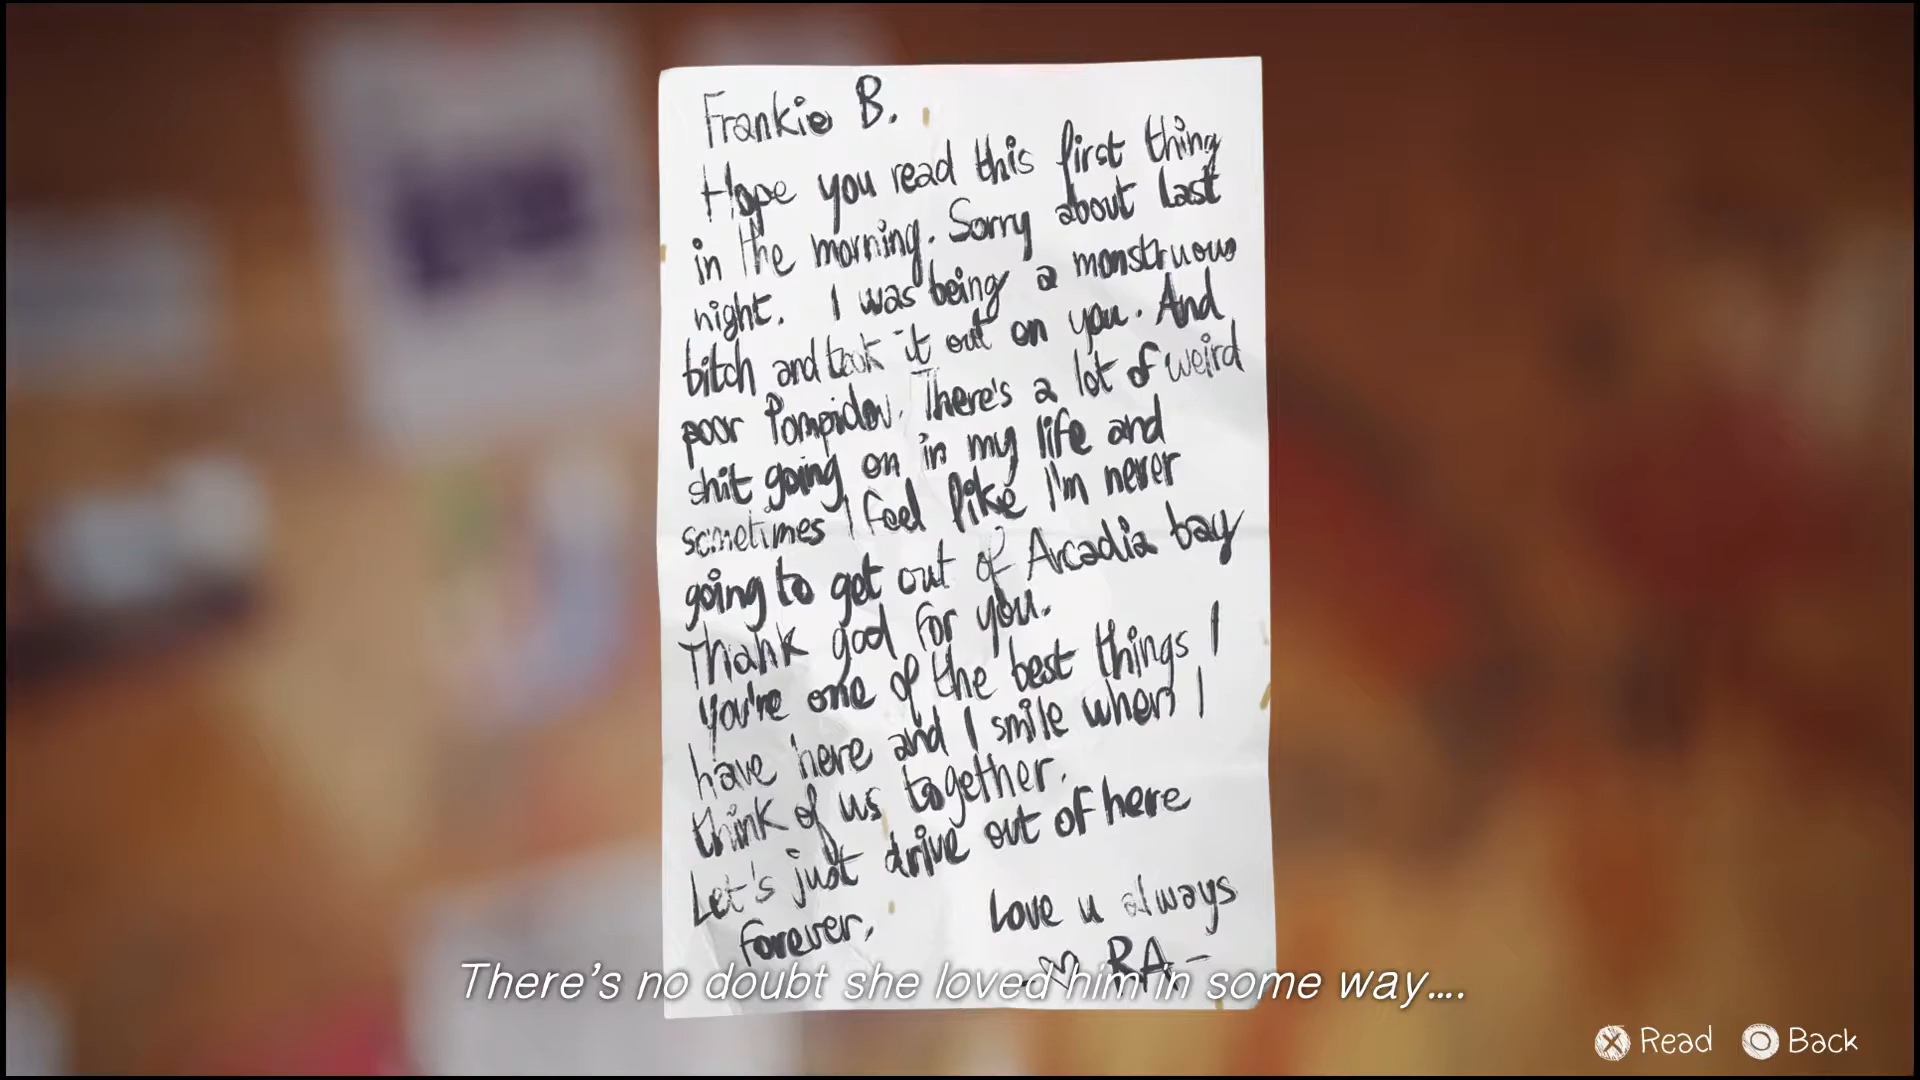 Frankie B.
Hope you read this first thing
in the morning. Sorry about last
night. I was being a monstruous
bitch and took it out on you. And
poor Pompidou. There's a lot of weird
shit going on in my life and
sometimes I feel like I'm never
going to get out of Arcadia bay
Thank god for you.
You're one of the best things I
have here and I smile when I
think of us together.
Let's just drive out of here
forever.
Love u always
RA -
There's no doubt she loved him in some way....
Read
Back